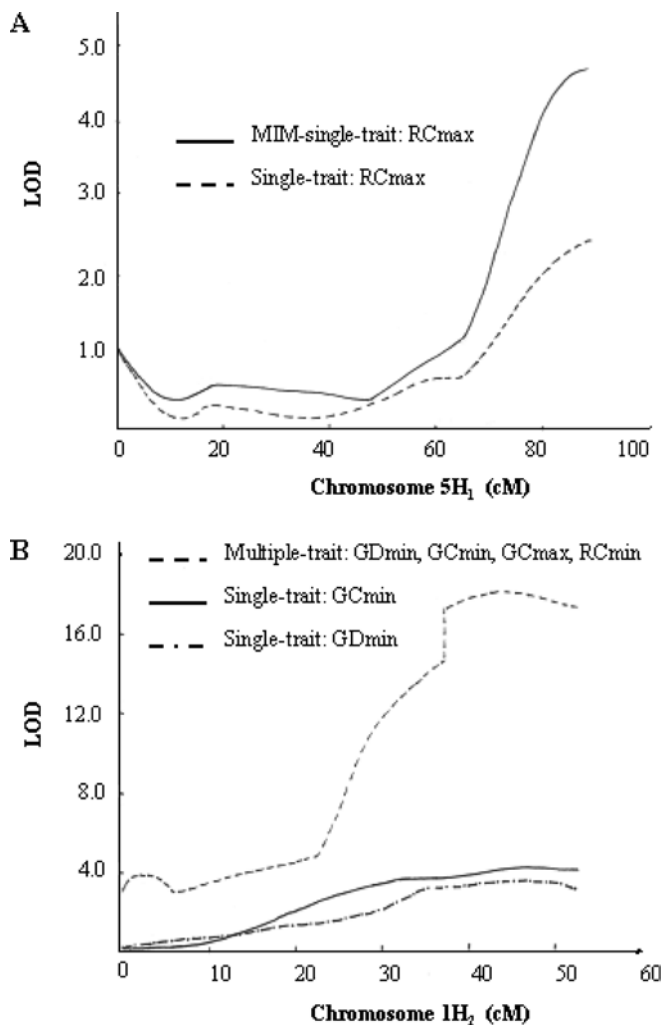 A
5.0
4.0
3.0
2.0
1.0
LOD
MIM-single-trait: RCmax
Single-trait: RCmax
0 20 40 60 80 100
Chromosome 5H₁ (cM)
B
20.0
16.0
12.0
8.0
4.0
LOD
Multiple-trait: GDmin, GCmin, GCmax, RCmin
Single-trait: GCmin
Single-trait: GDmin
0 10 20 30 40 50 60
Chromosome 1H₂ (cM)